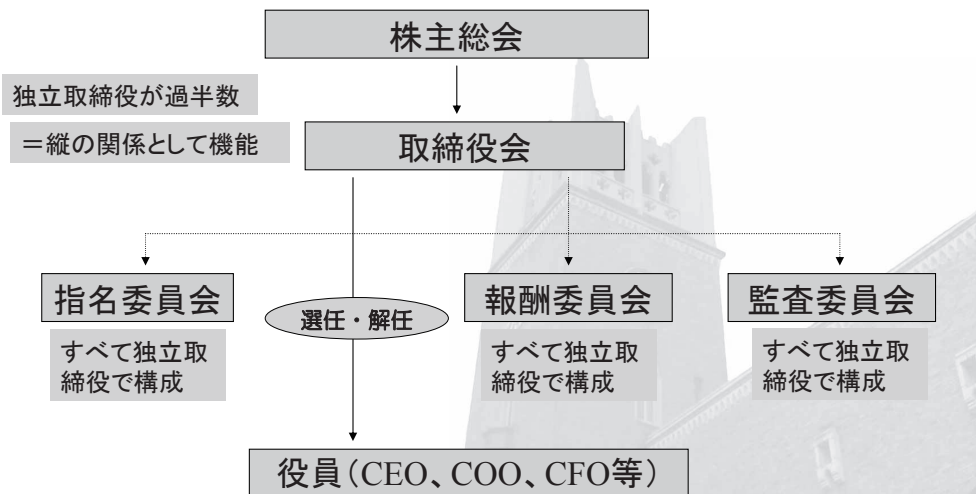 株主総会
独立取締役が過半数
＝縦の関係として機能
取締役会
指名委員会
報酬委員会
監査委員会
選任・解任
すべて独立取
締役で構成
すべて独立取
締役で構成
すべて独立取
締役で構成
役員（CEO、COO、CFO等）